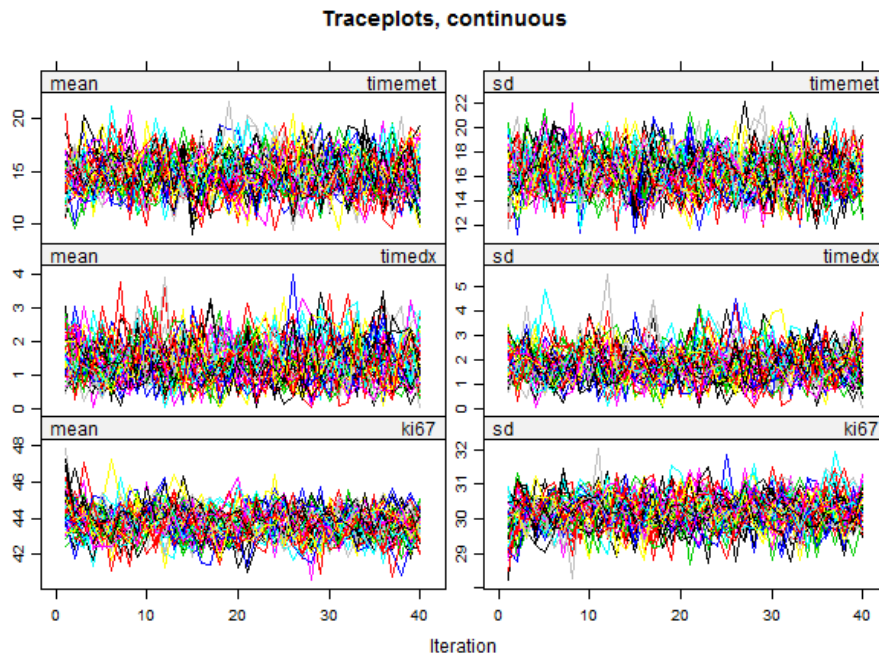 Traceplots, continuous
mean timemet
sd timemet
10 15 20
12 14 16 18 20 22
mean timedx
sd timedx
0 1 2 3 4
0 1 2 3 4 5
mean ki67
sd ki67
42 44 46 48
29 30 31 32
0 10 20 30 40
0 10 20 30 40
Iteration